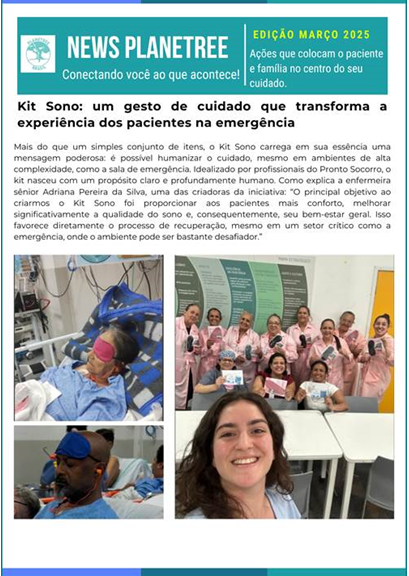 PLANETREE
BRASIL
NEWS PLANETREE
Conectando você ao que acontece!
EDIÇÃO MARÇO 2025
Ações que colocam o paciente
e família no centro do seu
cuidado.
Kit Sono: um gesto de cuidado que transforma a
experiência dos pacientes na emergência
Mais do que um simples conjunto de itens, o Kit Sono carrega em sua essência uma
mensagem poderosa: é possível humanizar o cuidado, mesmo em ambientes de alta
complexidade, como a sala de emergência. Idealizado por profissionais do Pronto Socorro, o
kit nasceu com um propósito claro e profundamente humano. Como explica a enfermeira
sênior Adriana Pereira da Silva, uma das criadoras da iniciativa: “O principal objetivo ao
criarmos o Kit Sono foi proporcionar aos pacientes mais conforto, melhorar
significativamente a qualidade do sono e, consequentemente, seu bem-estar geral. Isso
favorece diretamente o processo de recuperação, mesmo em um setor crítico como a
emergência, onde o ambiente pode ser bastante desafiador.”